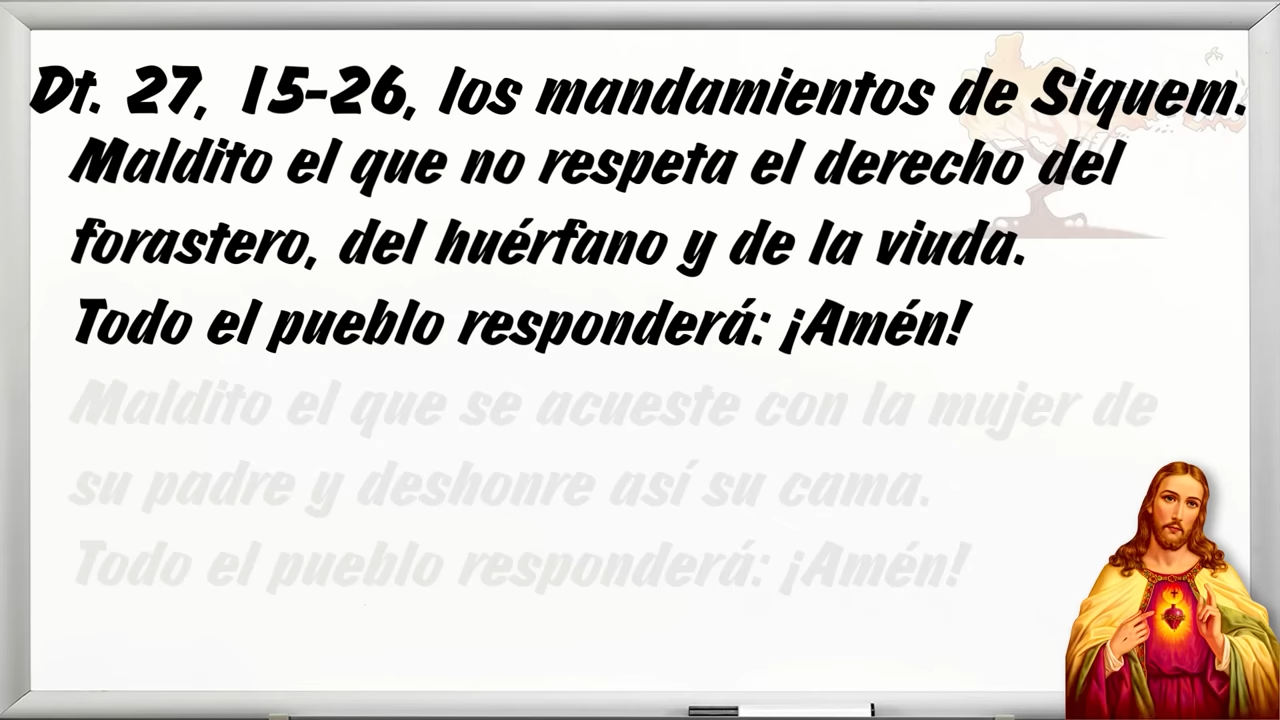 Dt. 27, 15-26, los mandamientos de Siquem.
Maldito el que no respeta el derecho del
forastero, del huérfano y de la viuda.
Todo el pueblo responderá: ¡Amén!
Maldito el que se acueste con la mujer de
su padre y deshonre así su cama.
Todo el pueblo responderá: ¡Amén!